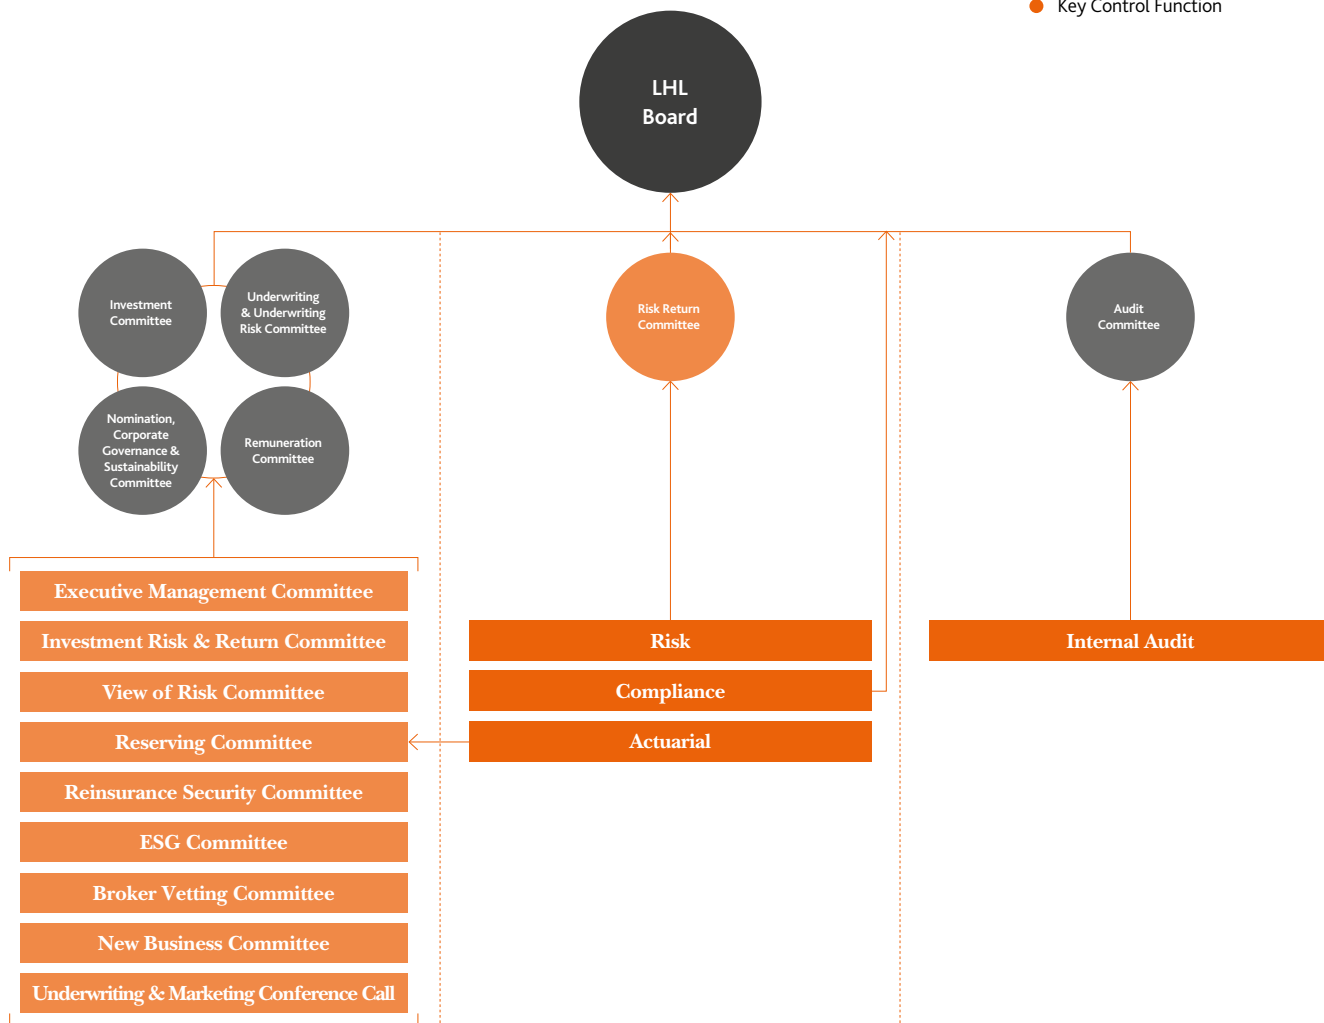 Key Control Function
LHL
Board
Investment
Committee
Underwriting
& Underwriting
Risk Committee
Nomination,
Corporate
Governance &
Sustainability
Committee
Remuneration
Committee
Risk Return
Committee
Audit
Committee
Executive Management Committee
Investment Risk & Return Committee
View of Risk Committee
Reserving Committee
Reinsurance Security Committee
ESG Committee
Broker Vetting Committee
New Business Committee
Underwriting & Marketing Conference Call
Risk
Compliance
Actuarial
Internal Audit